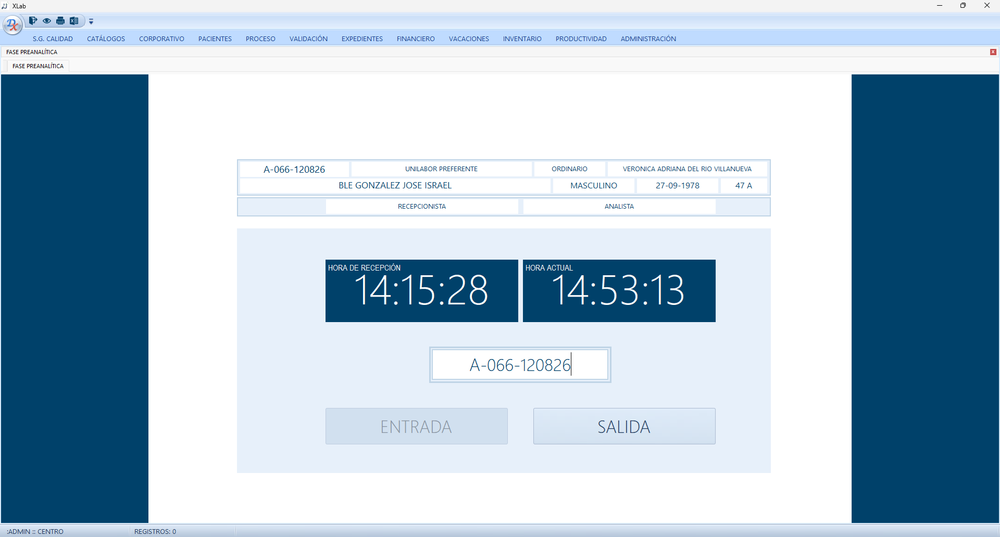 XLab
S.G. CALIDAD CATÁLOGOS CORPORATIVO PACIENTES PROCESO VALIDACIÓN EXPEDIENTES FINANCIERO VACACIONES INVENTARIO PRODUCTIVIDAD ADMINISTRACIÓN
FASE PREANALÍTICA
FASE PREANALÍTICA
A-066-120826 UNILABOR PREFERENTE ORDINARIO VERONICA ADRIANA DEL RIO VILLANUEVA
BLE GONZALEZ JOSE ISRAEL MASCULINO 27-09-1978 47 A
RECEPCIONISTA ANALISTA
HORA DE RECEPCIÓN HORA ACTUAL
14:15:28 14:53:13
A-066-120826
ENTRADA SALIDA
:ADMIN :: CENTRO REGISTROS: 0